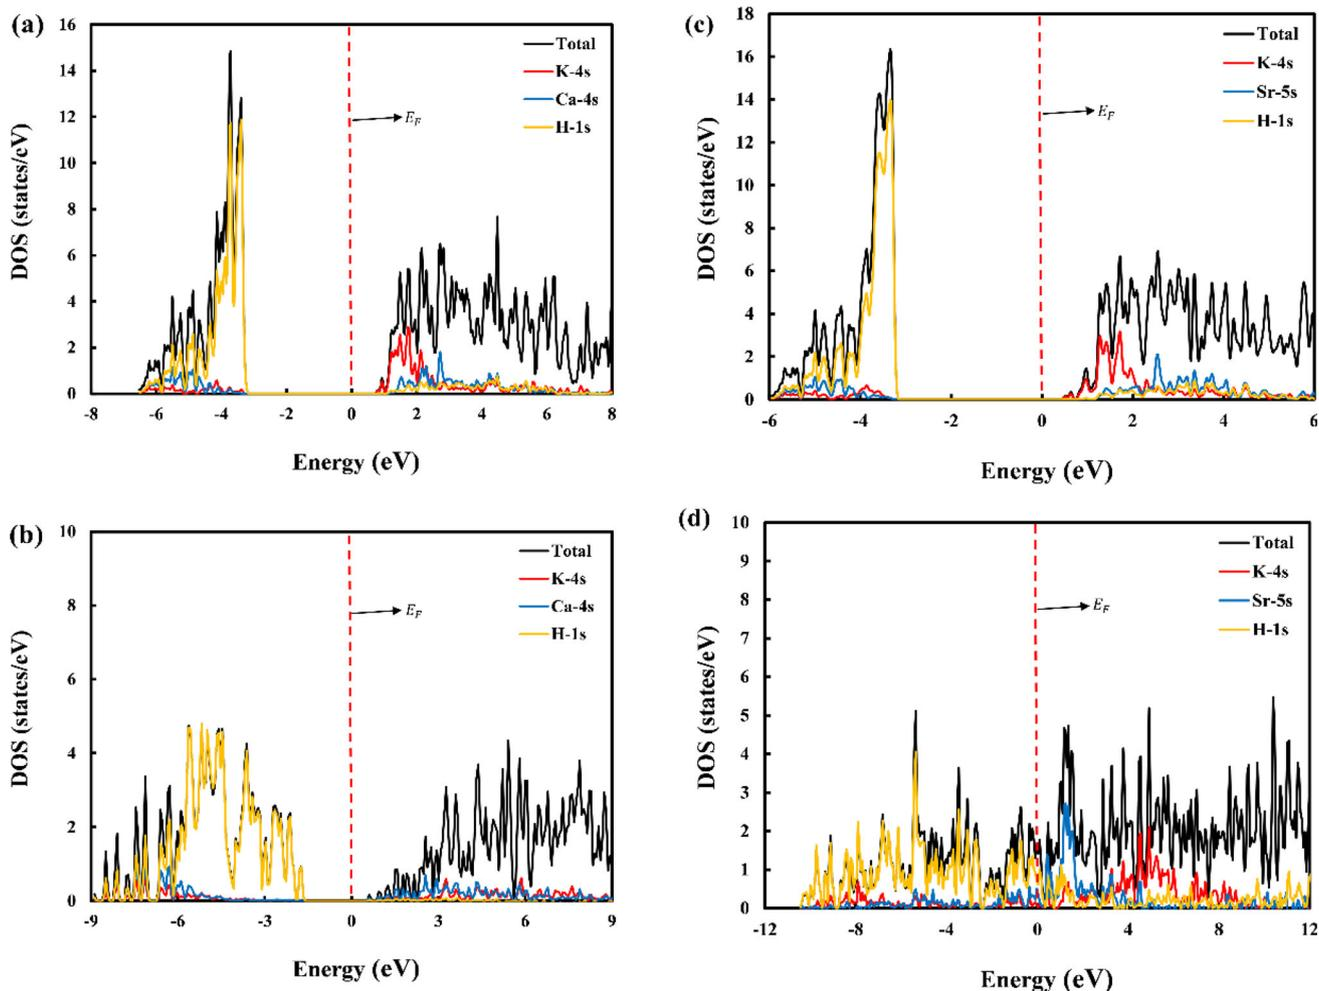 (a)
16
14
12
10
8
6
4
2
0
-8
-6
-4
-2
0
2
4
6
8
DOS (states/eV)
Energy (eV)
Total
K-4s
Ca-4s
H-1s
E_F
(c)
18
16
14
12
10
8
6
4
2
0
-6
-4
-2
0
2
4
6
DOS (states/eV)
Energy (eV)
Total
K-4s
Sr-5s
H-1s
E_F
(b)
10
8
6
4
2
0
-9
-6
-3
0
3
6
9
DOS (states/eV)
Energy (eV)
Total
K-4s
Ca-4s
H-1s
E_F
(d)
10
9
8
7
6
5
4
3
2
1
0
-12
-8
-4
0
4
8
12
DOS (states/eV)
Energy (eV)
Total
K-4s
Sr-5s
H-1s
E_F